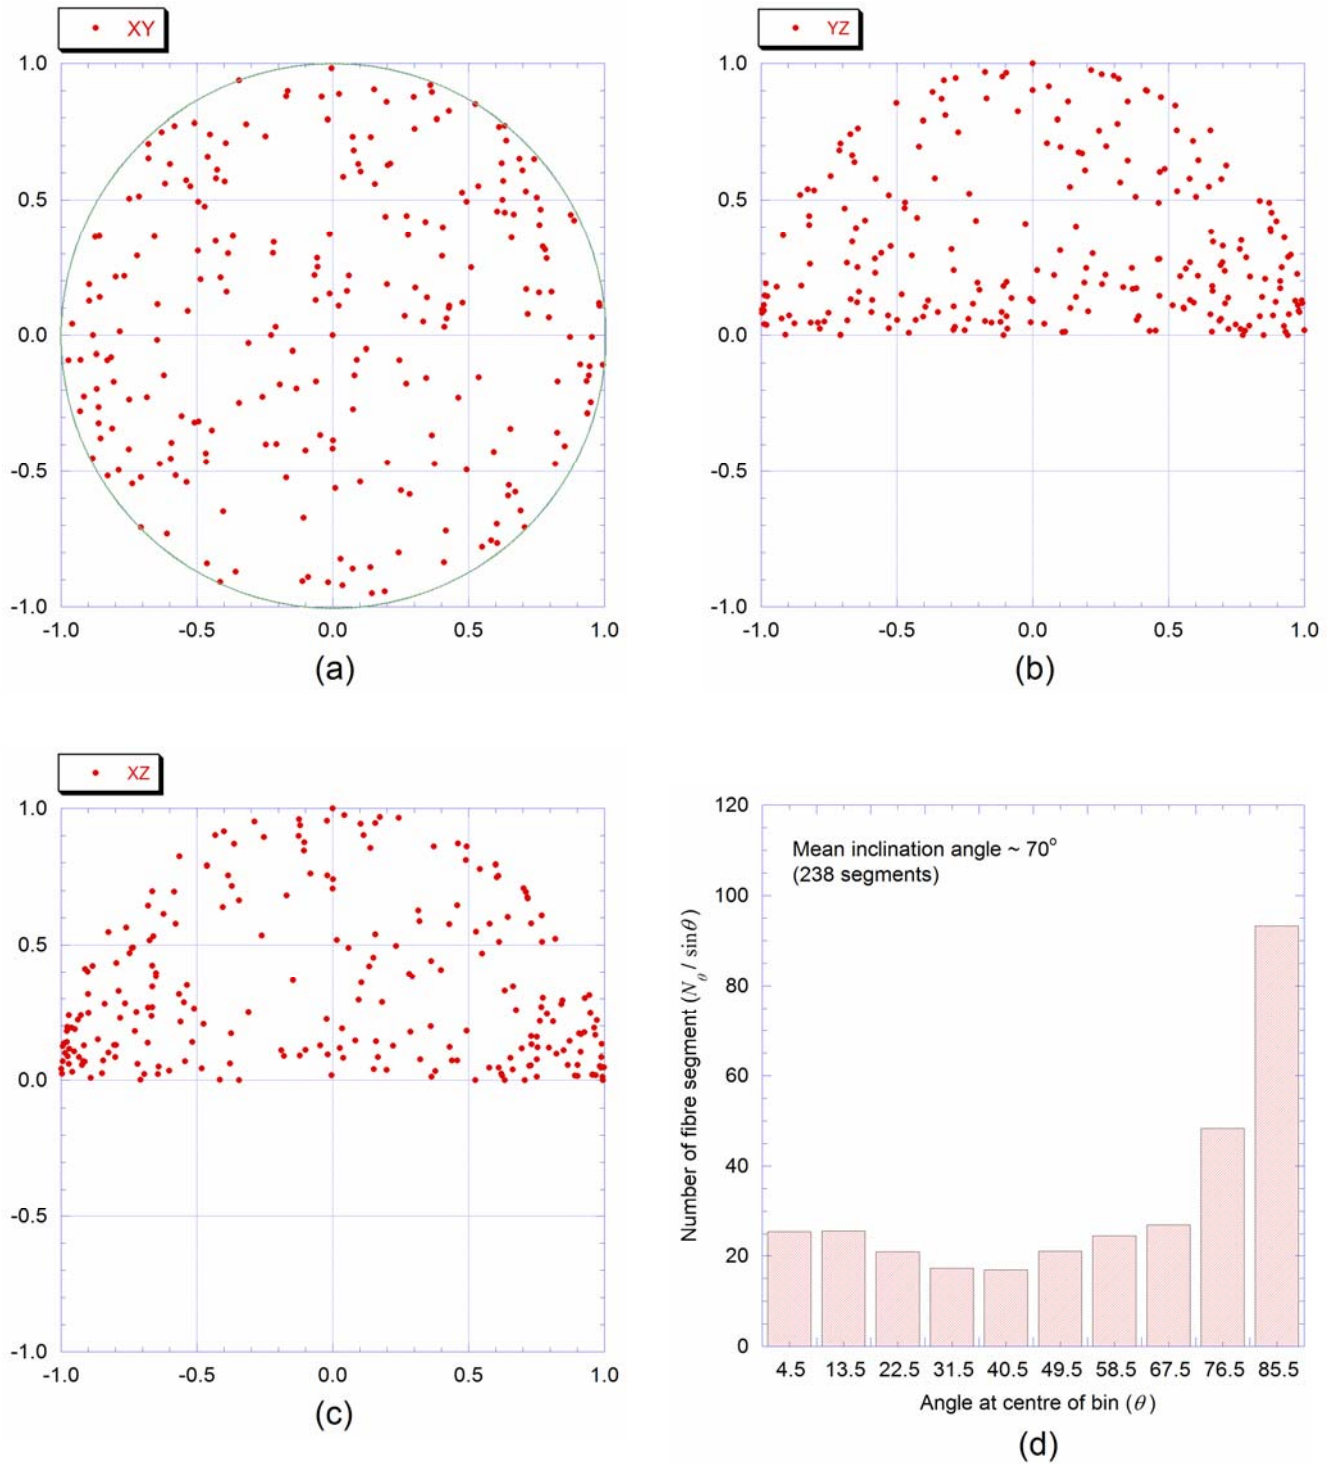 XY
1.0
0.5
0.0
-0.5
-1.0
-1.0 -0.5 0.0 0.5 1.0
(a)
YZ
1.0
0.5
0.0
-0.5
-1.0
-1.0 -0.5 0.0 0.5 1.0
(b)
XZ
1.0
0.5
0.0
-0.5
-1.0
-1.0 -0.5 0.0 0.5 1.0
(c)
120
100
80
60
40
20
0
Number of fibre segment (N_θ / sinθ)
Mean inclination angle ~ 70°
(238 segments)
4.5 13.5 22.5 31.5 40.5 49.5 58.5 67.5 76.5 85.5
Angle at centre of bin (θ)
(d)